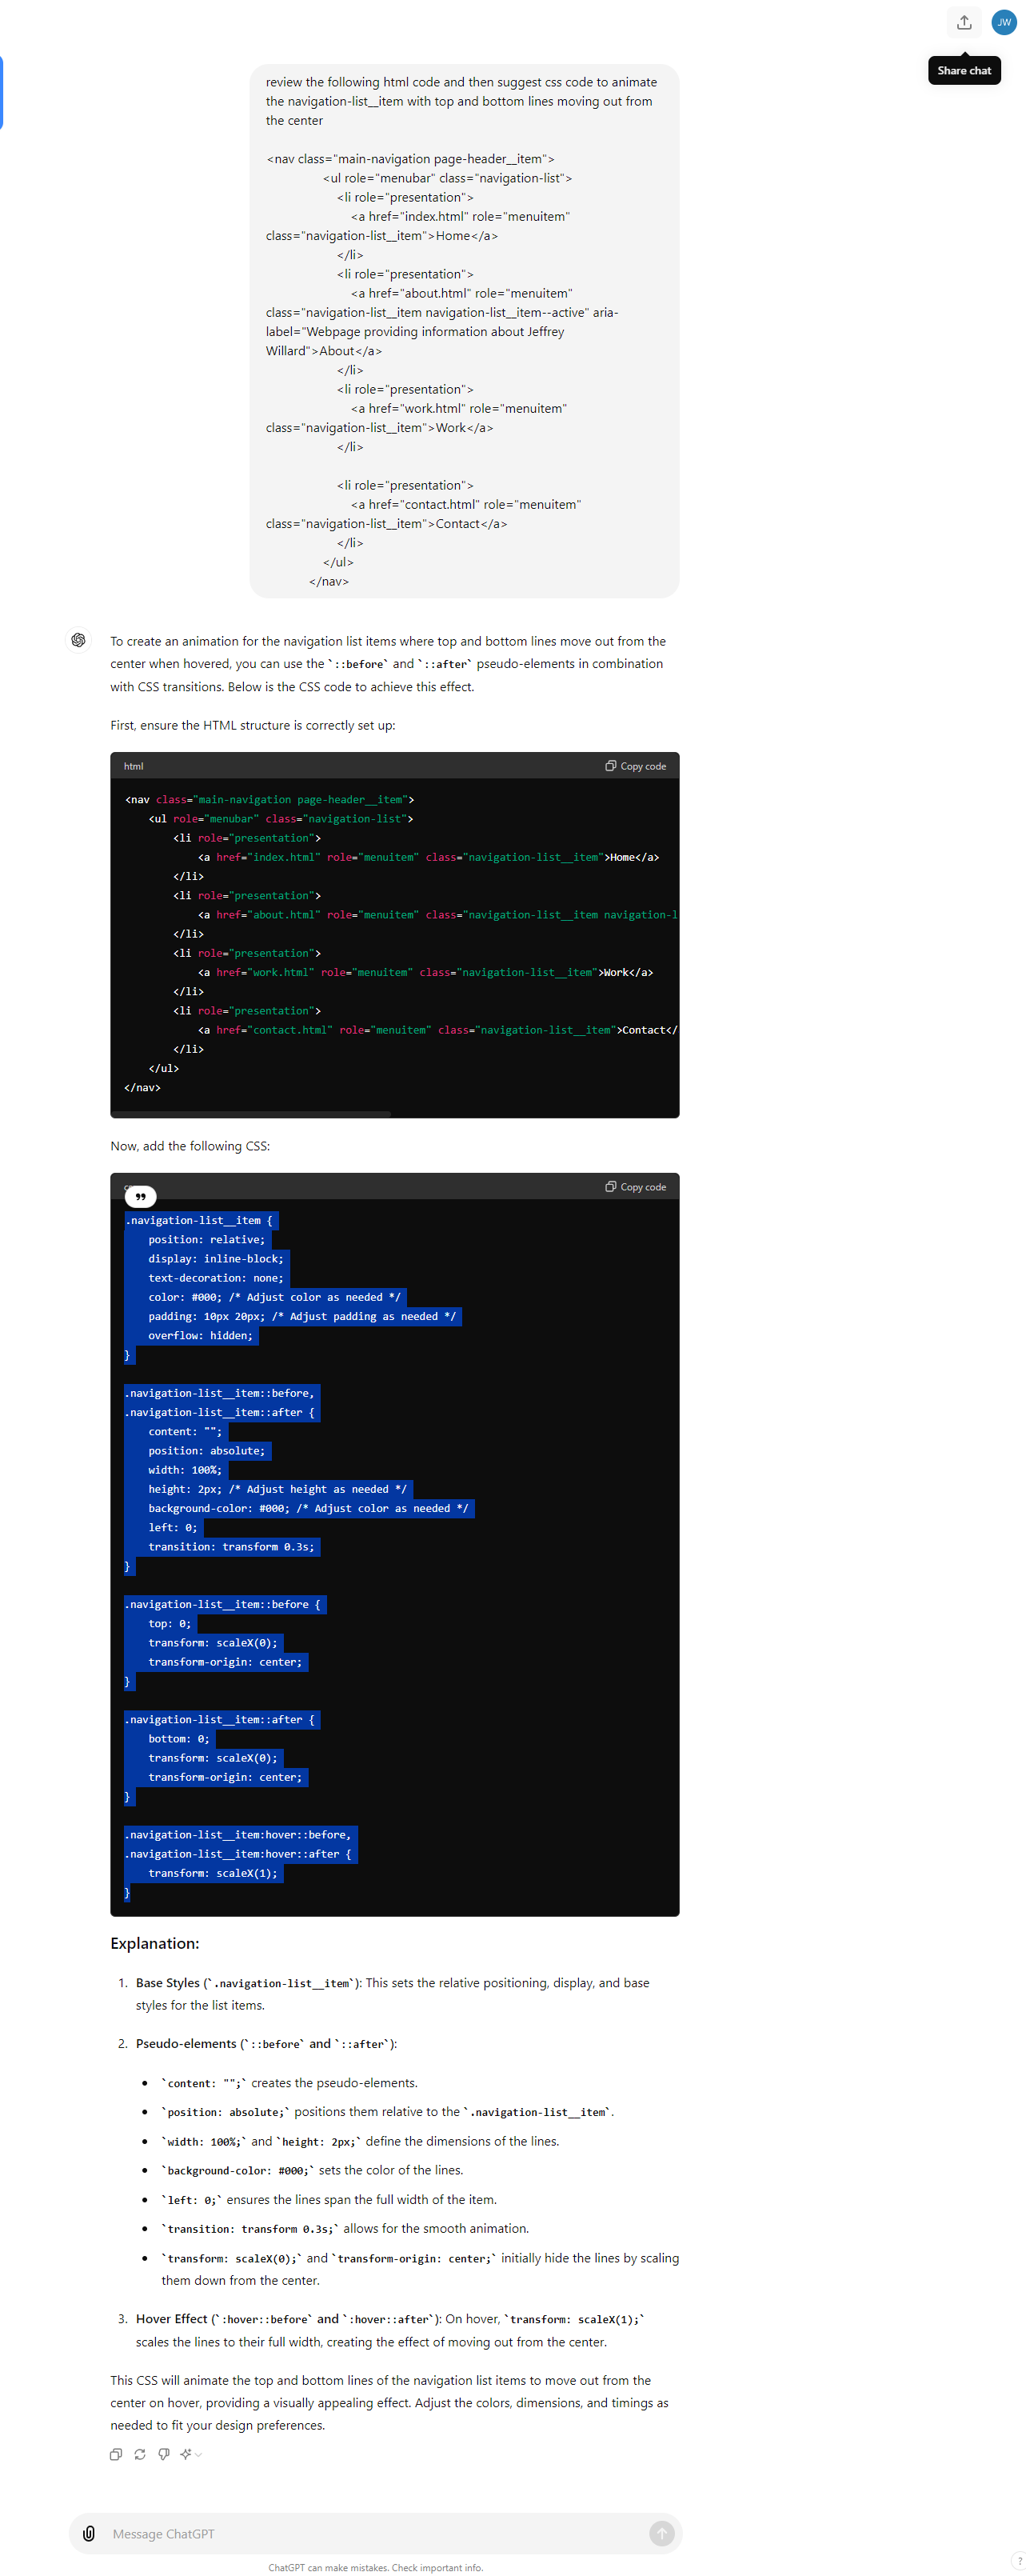 JW
Share chat
review the following html code and then suggest css code to animate
the navigation-list__item with top and bottom lines moving out from
the center
<nav class="main-navigation page-header__item">
<ul role="menubar" class="navigation-list">
<li role="presentation">
<a href="index.html" role="menuitem"
class="navigation-list__item">Home</a>
</li>
<li role="presentation">
<a href="about.html" role="menuitem"
class="navigation-list__item navigation-list__item--active" aria-
label="Webpage providing information about Jeffrey
Willard">About</a>
</li>
<li role="presentation">
<a href="work.html" role="menuitem"
class="navigation-list__item">Work</a>
</li>
<li role="presentation">
<a href="contact.html" role="menuitem"
class="navigation-list__item">Contact</a>
</li>
</ul>
</nav>
To create an animation for the navigation list items where top and bottom lines move out from the
center when hovered, you can use the `::before` and `::after` pseudo-elements in combination
with CSS transitions. Below is the CSS code to achieve this effect.
First, ensure the HTML structure is correctly set up:
html
Copy code
<nav class="main-navigation page-header__item">
<ul role="menubar" class="navigation-list">
<li role="presentation">
<a href="index.html" role="menuitem" class="navigation-list__item">Home</a>
</li>
<li role="presentation">
<a href="about.html" role="menuitem" class="navigation-list__item navigation-l
</li>
<li role="presentation">
<a href="work.html" role="menuitem" class="navigation-list__item">Work</a>
</li>
<li role="presentation">
<a href="contact.html" role="menuitem" class="navigation-list__item">Contact</
</li>
</ul>
</nav>
Now, add the following CSS:
Copy code
.navigation-list__item {
position: relative;
display: inline-block;
text-decoration: none;
color: #000; /* Adjust color as needed */
padding: 10px 20px; /* Adjust padding as needed */
overflow: hidden;
}
.navigation-list__item::before,
.navigation-list__item::after {
content: "";
position: absolute;
width: 100%;
height: 2px; /* Adjust height as needed */
background-color: #000; /* Adjust color as needed */
left: 0;
transition: transform 0.3s;
}
.navigation-list__item::before {
top: 0;
transform: scaleX(0);
transform-origin: center;
}
.navigation-list__item::after {
bottom: 0;
transform: scaleX(0);
transform-origin: center;
}
.navigation-list__item:hover::before,
.navigation-list__item:hover::after {
transform: scaleX(1);
}
Explanation:
1. Base Styles (`.navigation-list__item`): This sets the relative positioning, display, and base
styles for the list items.
2. Pseudo-elements (`::before` and `::after`):
• `content: "";` creates the pseudo-elements.
• `position: absolute;` positions them relative to the `.navigation-list__item`.
• `width: 100%;` and `height: 2px;` define the dimensions of the lines.
• `background-color: #000;` sets the color of the lines.
• `left: 0;` ensures the lines span the full width of the item.
• `transition: transform 0.3s;` allows for the smooth animation.
• `transform: scaleX(0);` and `transform-origin: center;` initially hide the lines by scaling
them down from the center.
3. Hover Effect (`:hover::before` and `:hover::after`): On hover, `transform: scaleX(1);`
scales the lines to their full width, creating the effect of moving out from the center.
This CSS will animate the top and bottom lines of the navigation list items to move out from the
center on hover, providing a visually appealing effect. Adjust the colors, dimensions, and timings as
needed to fit your design preferences.
Message ChatGPT
ChatGPT can make mistakes. Check important info.
?